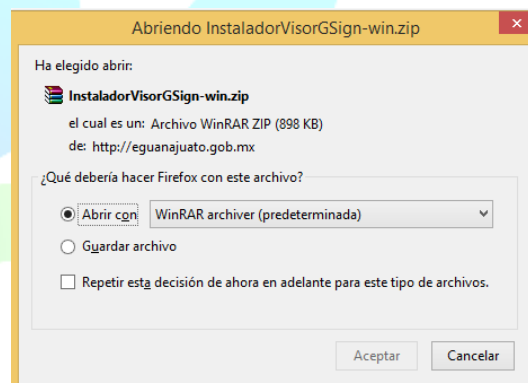 Abriendo InstaladorVisorGSign-win.zip
Ha elegido abrir:
InstaladorVisorGSign-win.zip
el cual es un: Archivo WinRAR ZIP (898 KB)
de: http://eguanajuato.gob.mx
¿Qué debería hacer Firefox con este archivo?
Abrir con WinRAR archiver (predeterminada)
Guardar archivo
Repetir esta decisión de ahora en adelante para este tipo de archivos.
Aceptar Cancelar